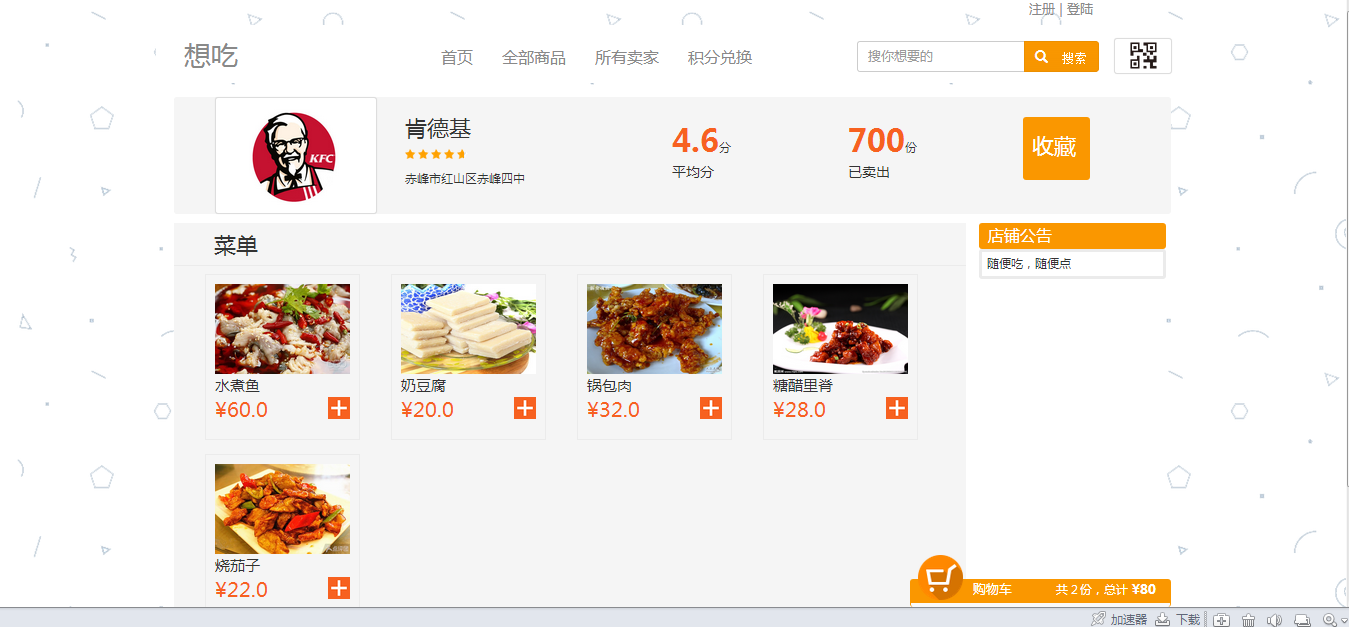 注册 | 登陆
想吃
首页 全部商品 所有卖家 积分兑换
搜你想要的
搜索
KFC
肯德基
赤峰市红山区赤峰四中
4.6分
平均分
700份
已卖出
收藏
菜单
店铺公告
随便吃，随便点
水煮鱼
¥60.0
奶豆腐
¥20.0
锅包肉
¥32.0
糖醋里脊
¥28.0
烧茄子
¥22.0
购物车 共2份，总计 ¥80
加速器 下载